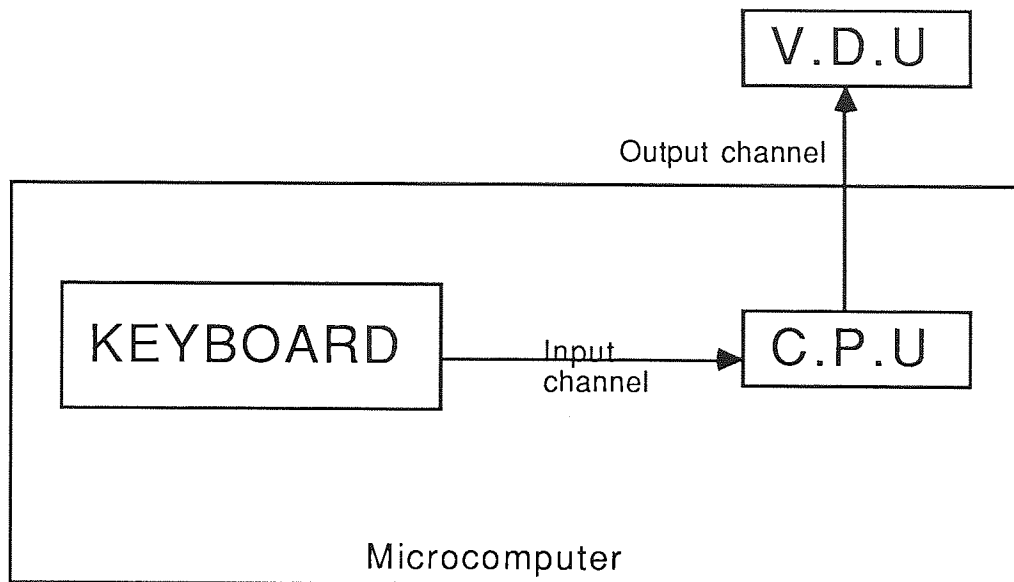 V.D.U
Output channel
KEYBOARD
Input
channel
C.P.U
Microcomputer